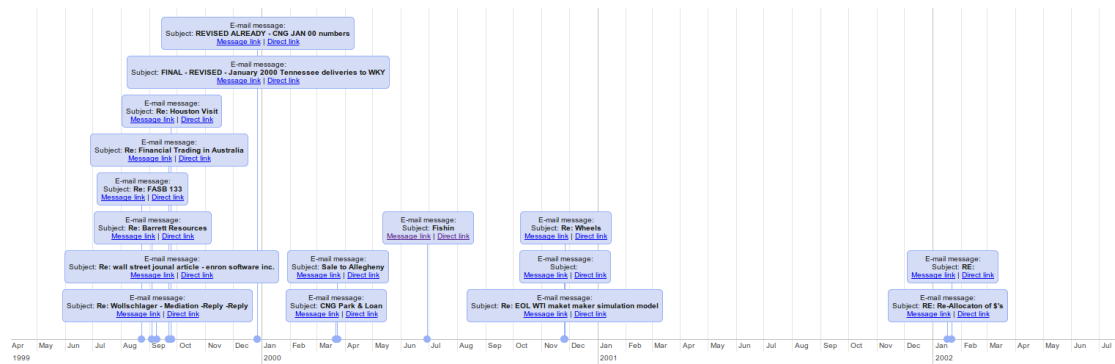 E-mail message:
Subject: REVISED ALREADY - CNG JAN 00 numbers
Message link | Direct link
E-mail message:
Subject: FINAL - REVISED - January 2000 Tennessee deliveries to WKY
Message link | Direct link
E-mail message:
Subject: Re: Houston Visit
Message link | Direct link
E-mail message:
Subject: Re: Financial Trading in Australia
Message link | Direct link
E-mail message:
Subject: Re: FASB 133
Message link | Direct link
E-mail message:
Subject: Re: Barrett Resources
Message link | Direct link
E-mail message:
Subject: Fishin
Message link | Direct link
E-mail message:
Subject: Re: Wheels
Message link | Direct link
E-mail message:
Subject: Re: wall street jounal article - enron software inc.
Message link | Direct link
E-mail message:
Subject: Sale to Allegheny
Message link | Direct link
E-mail message:
Subject:
Message link | Direct link
E-mail message:
Subject: RE:
Message link | Direct link
E-mail message:
Subject: Re: Wollschlager - Mediation -Reply -Reply
Message link | Direct link
E-mail message:
Subject: CNG Park & Loan
Message link | Direct link
E-mail message:
Subject: Re: EOL WTI maket maker simulation model
Message link | Direct link
E-mail message:
Subject: RE: Re-Allocaton of $'s
Message link | Direct link
Apr May Jun Jul Aug Sep Oct Nov Dec Jan Feb Mar Apr May Jun Jul Aug Sep Oct Nov Dec Jan Feb Mar Apr May Jun Jul Aug Sep Oct Nov Dec Jan Feb Mar Apr May Jun Jul
1999 2000 2001 2002